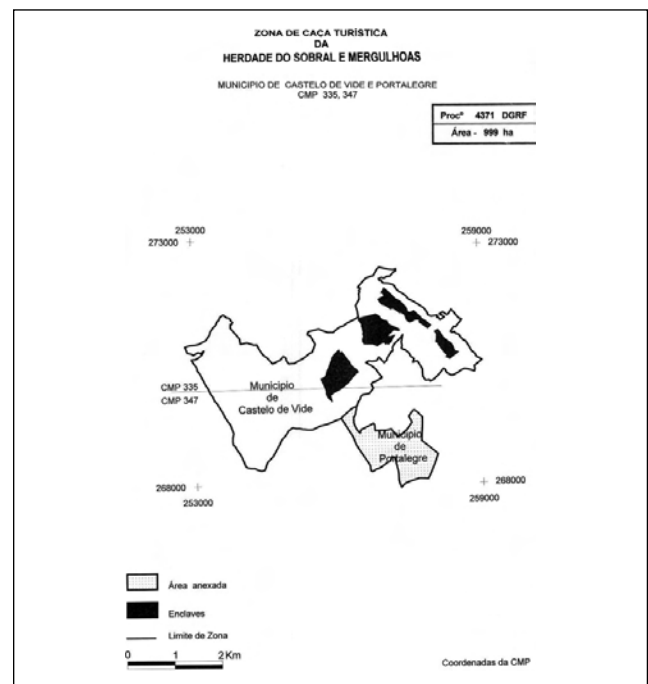 ZONA DE CAÇA TURÍSTICA
DA
HERDADE DO SOBRAL E MERGULHOAS
MUNICIPIO DE CASTELO DE VIDE E PORTALEGRE
CMP 335, 347
Procº 4371 DGRF
Área - 999 ha
253000
273000
259000
273000
CMP 335
CMP 347
Municipio
de
Castelo de Vide
Municipio
de
Portalegre
268000
253000
268000
259000
Área anexada
Enclaves
Limite de Zona
0 1 2 Km
Coordenadas da CMP